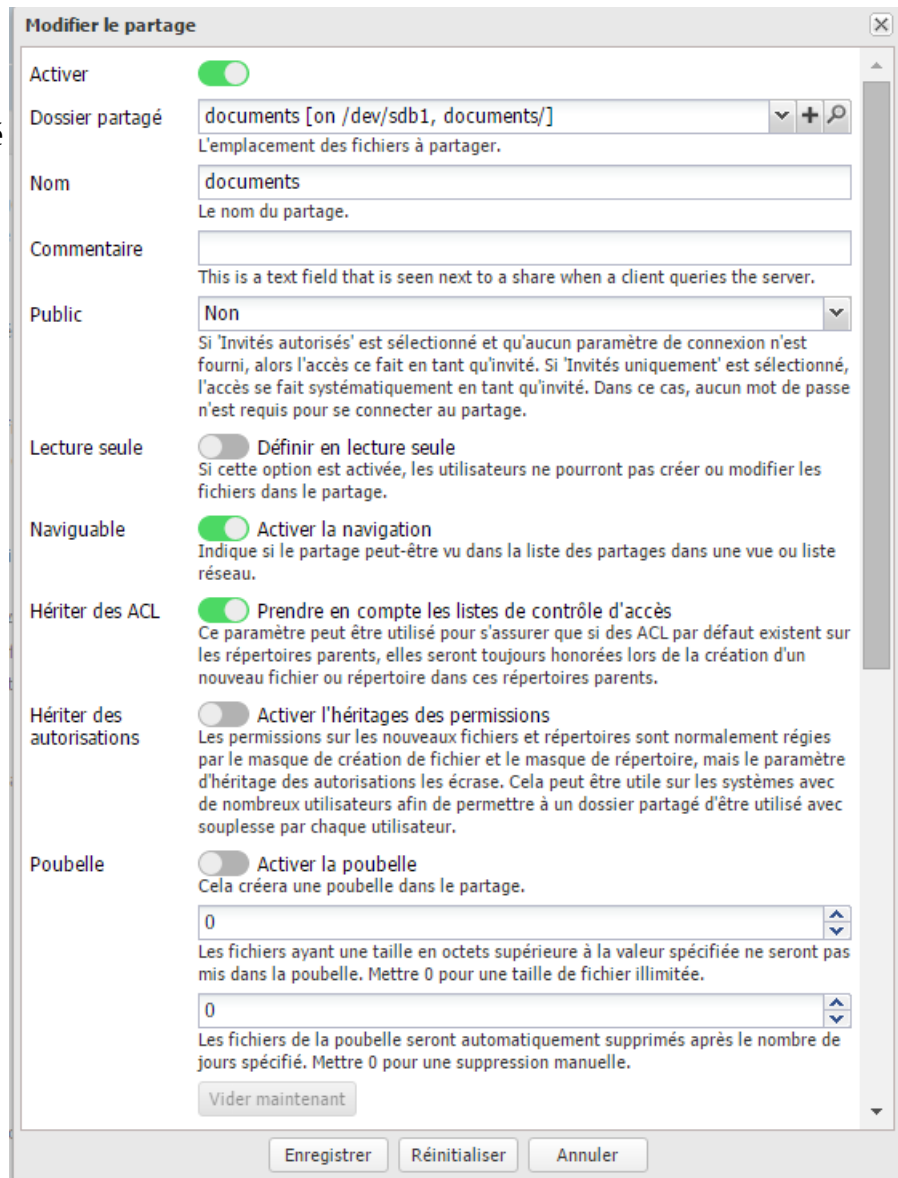 Modifier le partage
Activer
Dossier partagé
documents [on /dev/sdb1, documents/]
L'emplacement des fichiers à partager.
Nom
documents
Le nom du partage.
Commentaire
This is a text field that is seen next to a share when a client queries the server.
Public
Non
Si 'Invités autorisés' est sélectionné et qu'aucun paramètre de connexion n'est
fourni, alors l'accès ce fait en tant qu'invité. Si 'Invités uniquement' est sélectionné,
l'accès se fait systématiquement en tant qu'invité. Dans ce cas, aucun mot de passe
n'est requis pour se connecter au partage.
Lecture seule
Définir en lecture seule
Si cette option est activée, les utilisateurs ne pourront pas créer ou modifier les
fichiers dans le partage.
Naviguable
Activer la navigation
Indique si le partage peut-être vu dans la liste des partages dans une vue ou liste
réseau.
Hériter des ACL
Prendre en compte les listes de contrôle d'accès
Ce paramètre peut être utilisé pour s'assurer que si des ACL par défaut existent sur
les répertoires parents, elles seront toujours honorées lors de la création d'un
nouveau fichier ou répertoire dans ces répertoires parents.
Hériter des
autorisations
Activer l'héritages des permissions
Les permissions sur les nouveaux fichiers et répertoires sont normalement régies
par le masque de création de fichier et le masque de répertoire, mais le paramètre
d'héritage des autorisations les écrase. Cela peut être utile sur les systèmes avec
de nombreux utilisateurs afin de permettre à un dossier partagé d'être utilisé avec
souplesse par chaque utilisateur.
Poubelle
Activer la poubelle
Cela créera une poubelle dans le partage.
0
Les fichiers ayant une taille en octets supérieure à la valeur spécifiée ne seront pas
mis dans la poubelle. Mettre 0 pour une taille de fichier illimitée.
0
Les fichiers de la poubelle seront automatiquement supprimés après le nombre de
jours spécifié. Mettre 0 pour une suppression manuelle.
Vider maintenant
Enregistrer
Réinitialiser
Annuler